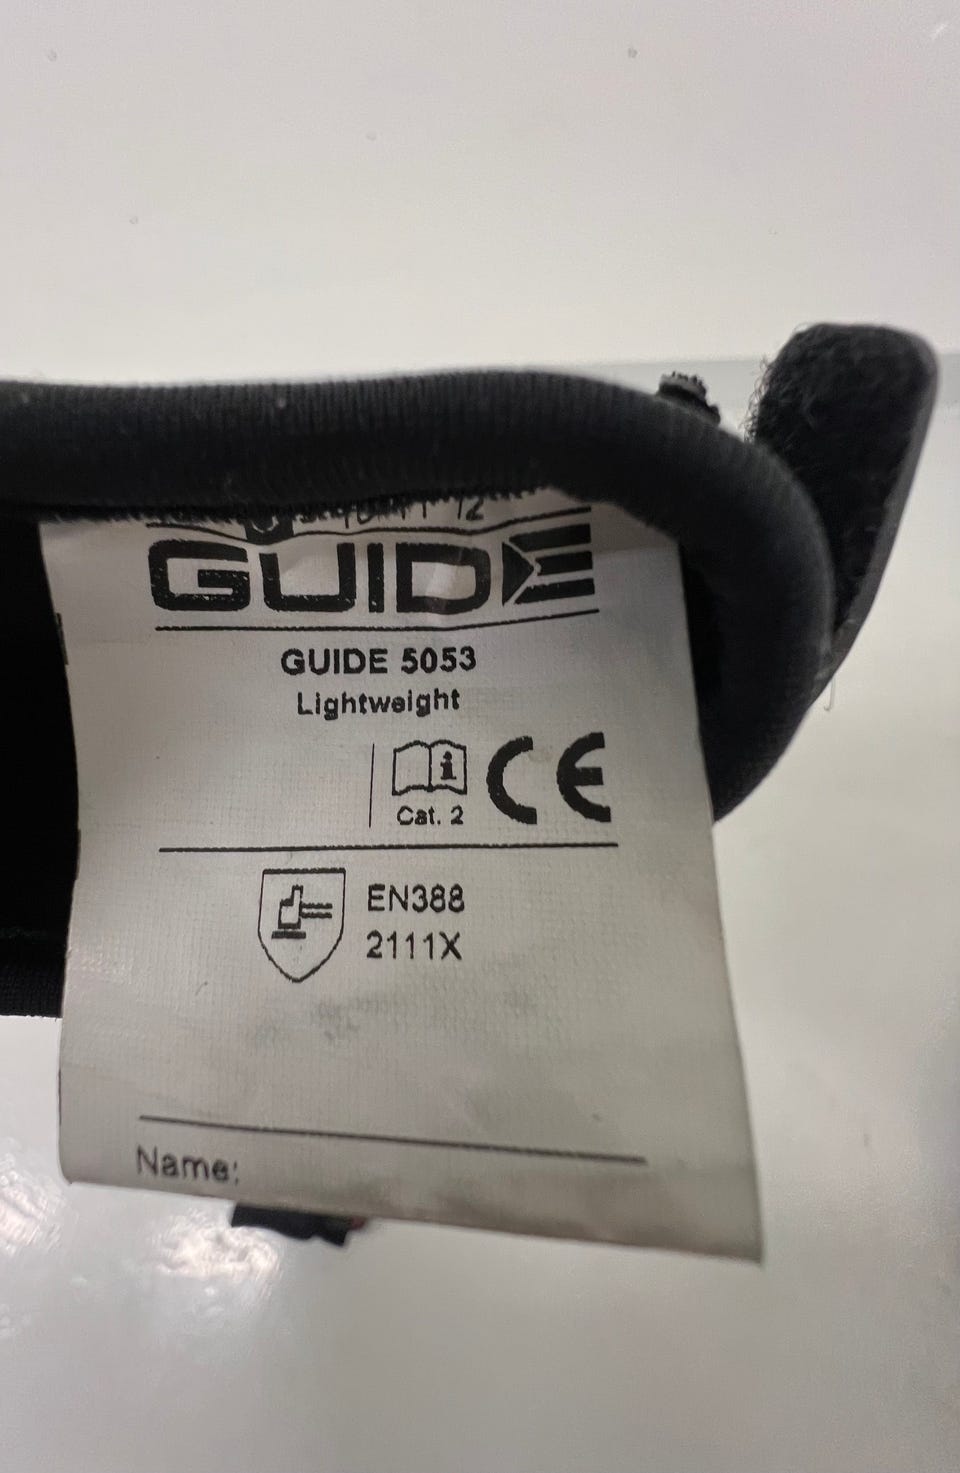 GUIDE
GUIDE 5053
Lightweight
i
Cat. 2 CE
EN388
2111X
Name: